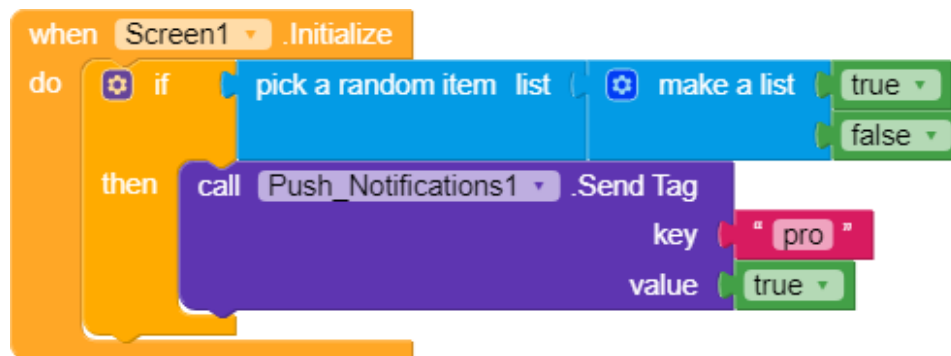 when Screen1 .Initialize
do if pick a random item list make a list true
false
then call Push_Notifications1 .Send Tag
key " pro "
value true